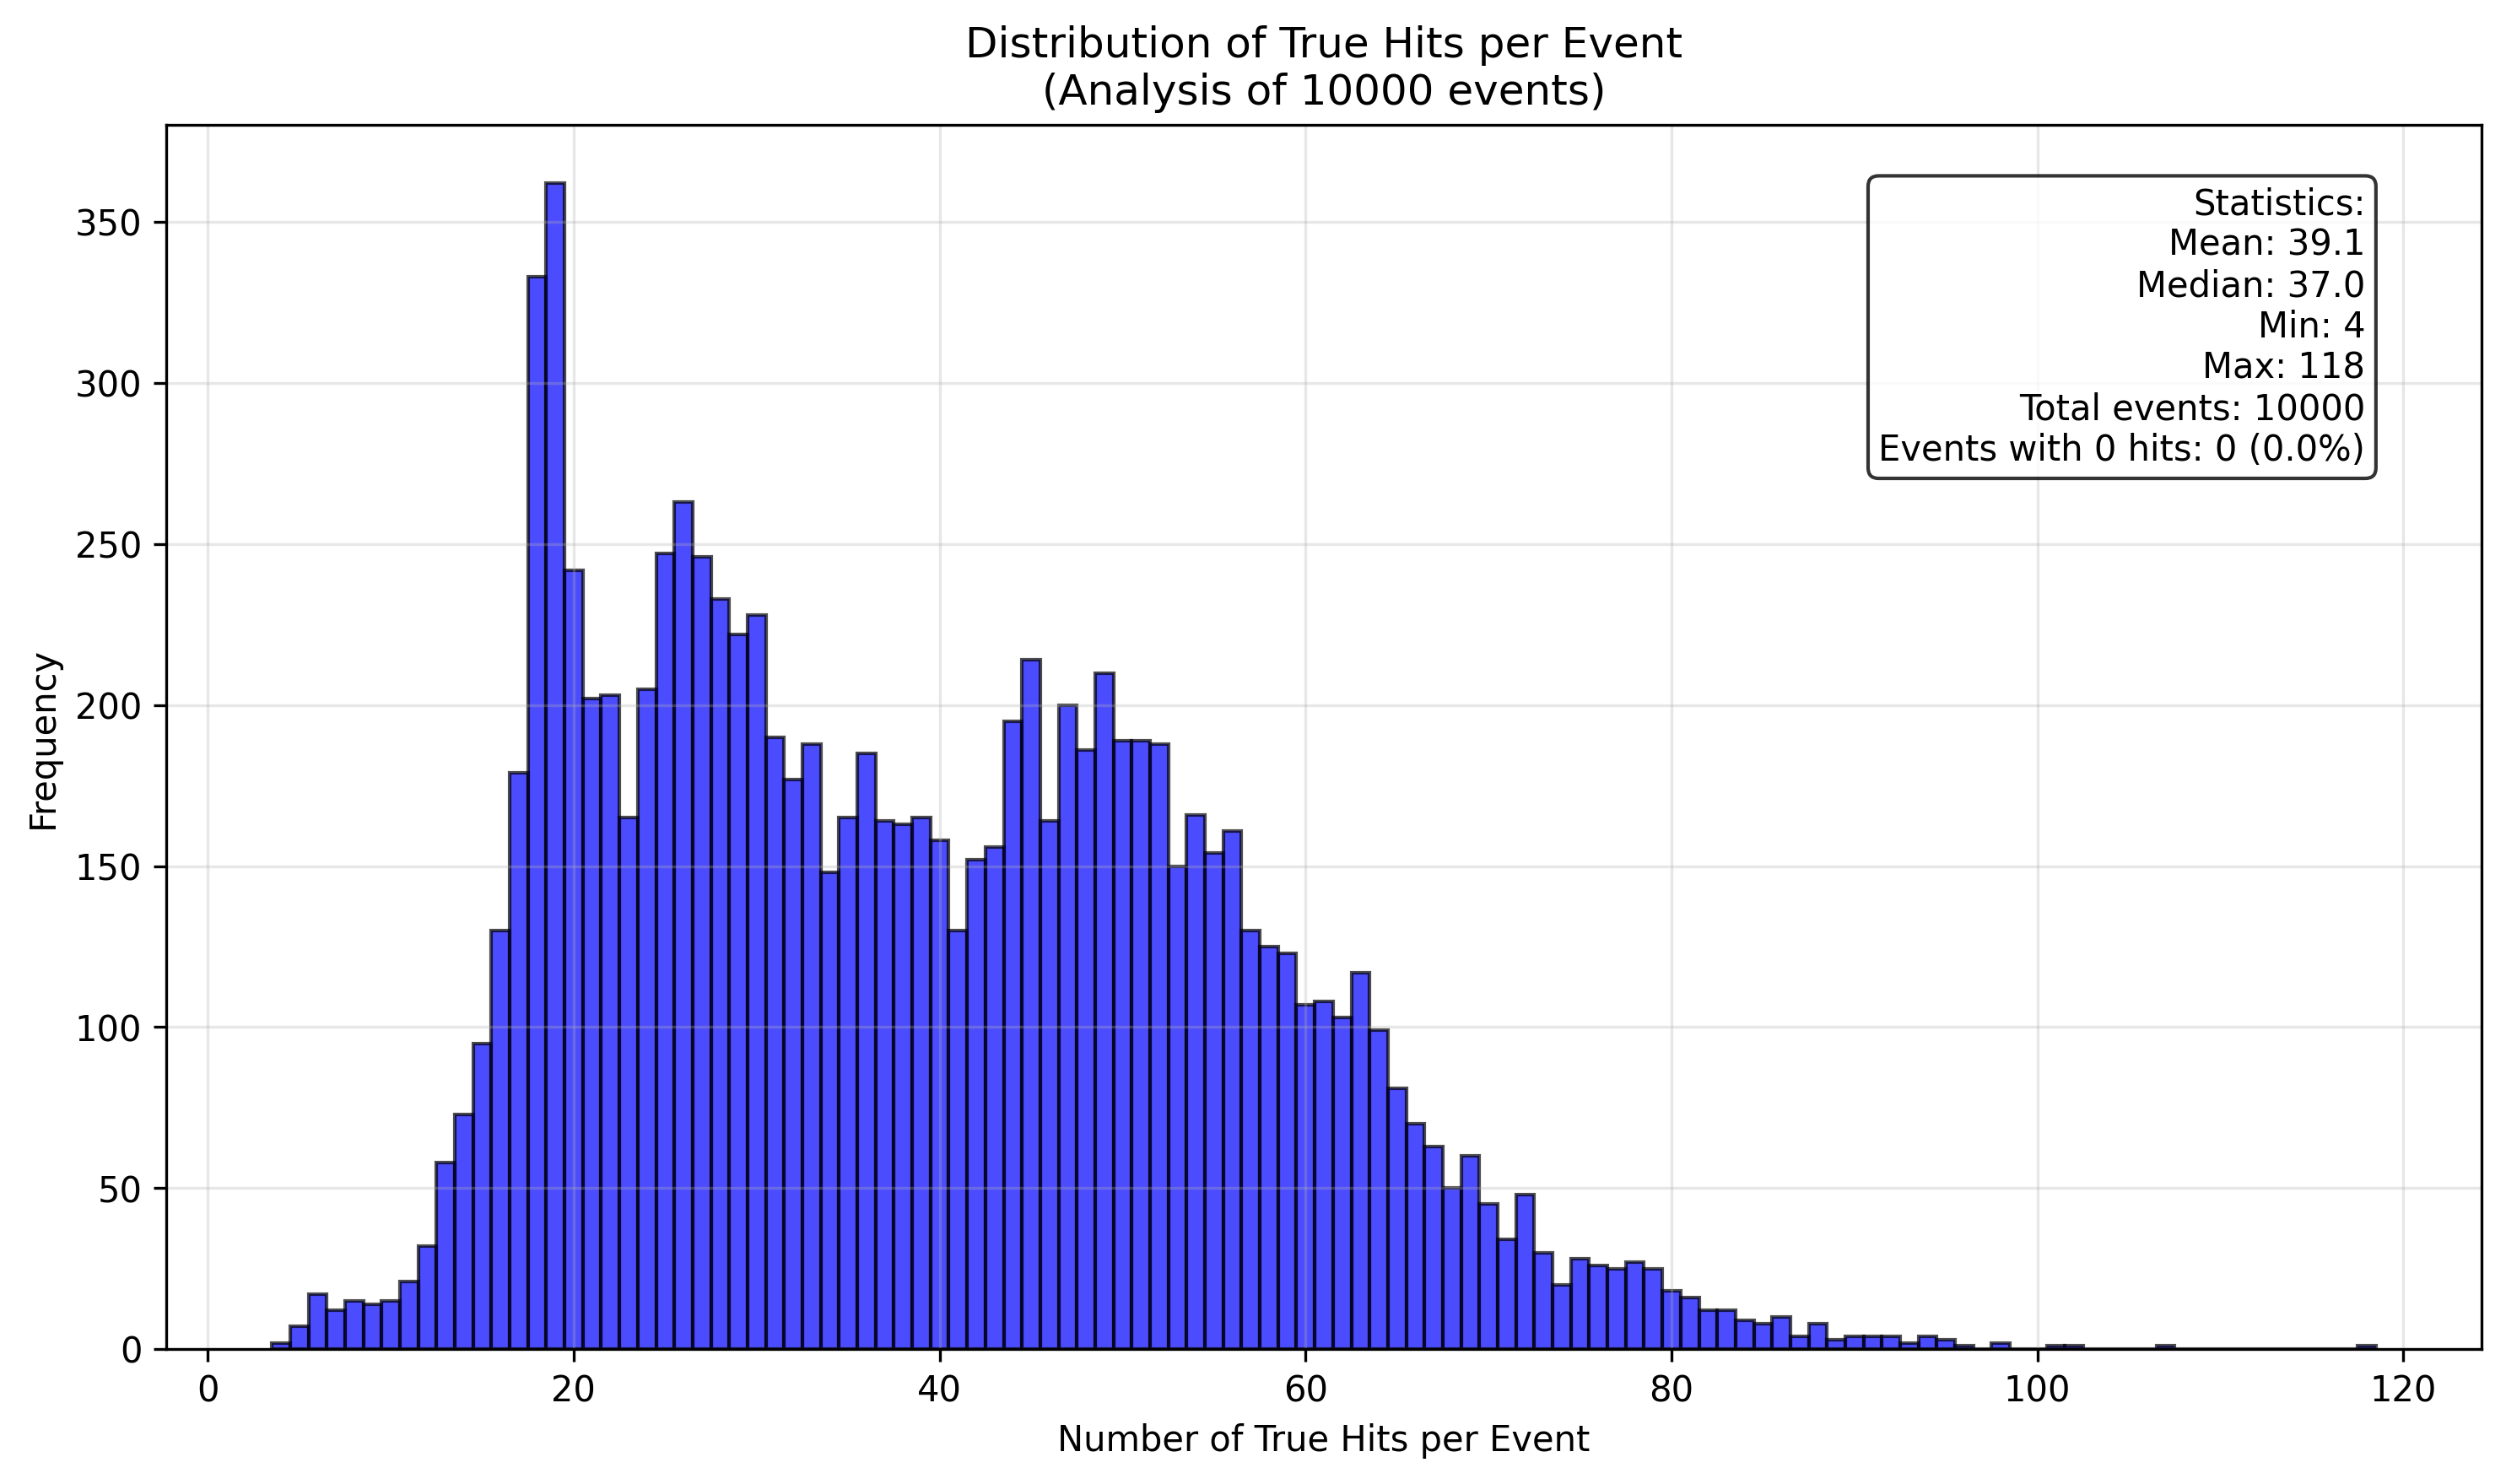 Distribution of True Hits per Event
(Analysis of 10000 events)
Statistics:
Mean: 39.1
Median: 37.0
Min: 4
Max: 118
Total events: 10000
Events with 0 hits: 0 (0.0%)
Frequency
350
300
250
200
150
100
50
0
0
20
40
60
80
100
120
Number of True Hits per Event